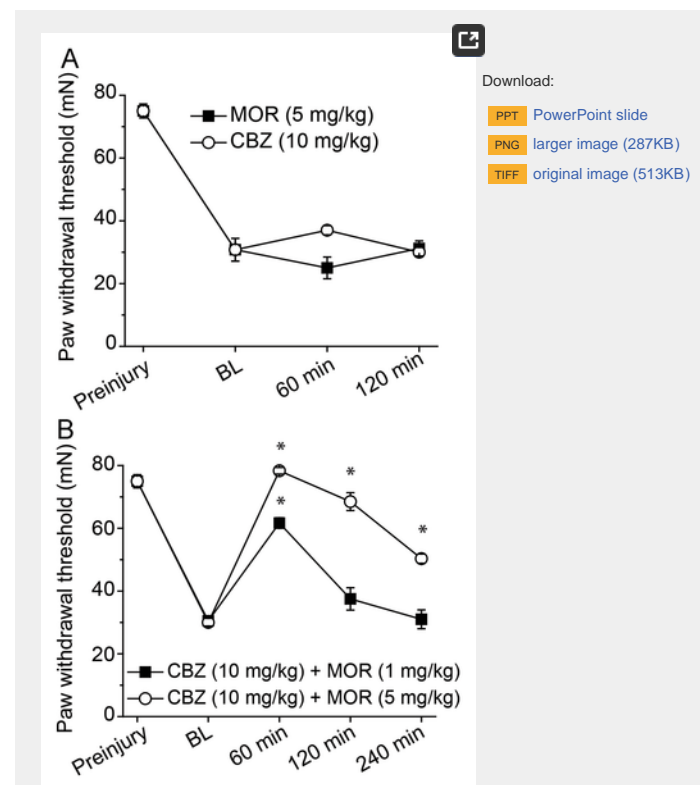 A
Paw withdrawal threshold (mN)
80
60
40
20
0
MOR (5 mg/kg)
CBZ (10 mg/kg)
Preinjury
BL
60 min
120 min
B
Paw withdrawal threshold (mN)
80
60
40
20
0
*
*
*
*
CBZ (10 mg/kg) + MOR (1 mg/kg)
CBZ (10 mg/kg) + MOR (5 mg/kg)
Preinjury
BL
60 min
120 min
240 min
Download:
PPT PowerPoint slide
PNG larger image (287KB)
TIFF original image (513KB)